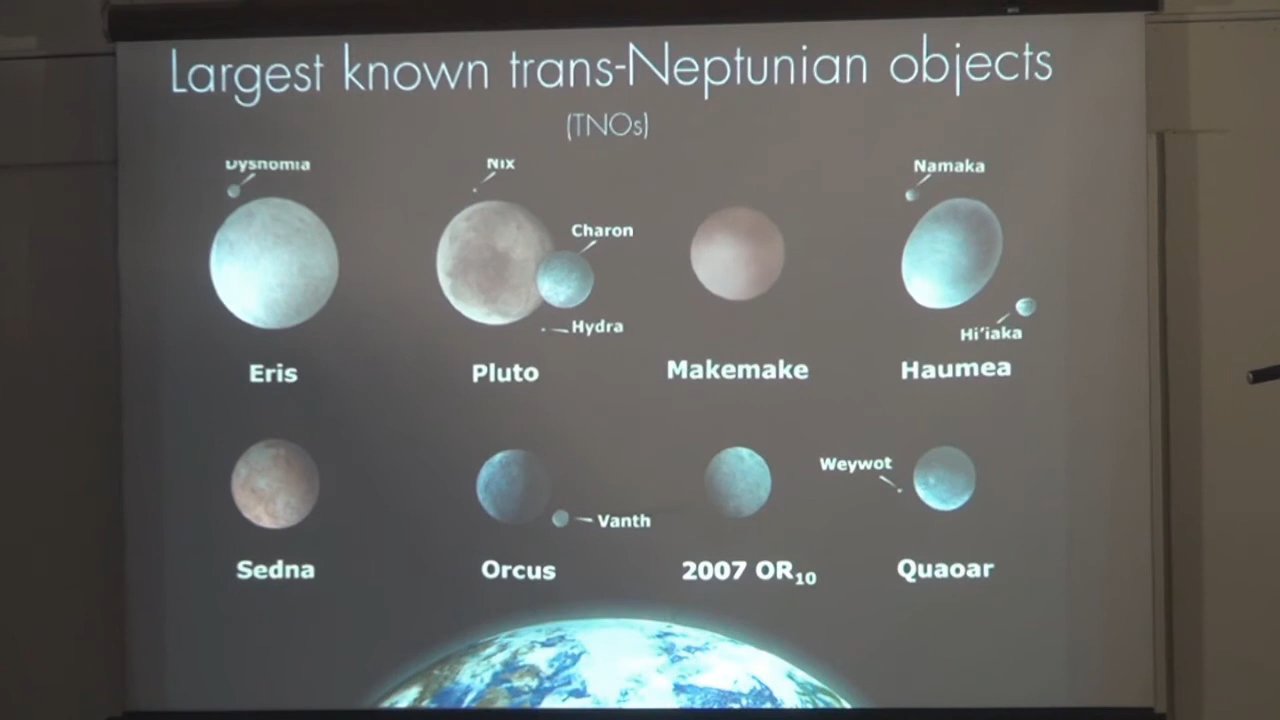 Largest known trans-Neptunian objects
(TNOs)
Dysnomia
Nix
Namaka
Charon
Hydra
Hi'iaka
Eris
Pluto
Makemake
Haumea
Weywot
Vanth
Sedna
Orcus
2007 OR₁₀
Quaoar